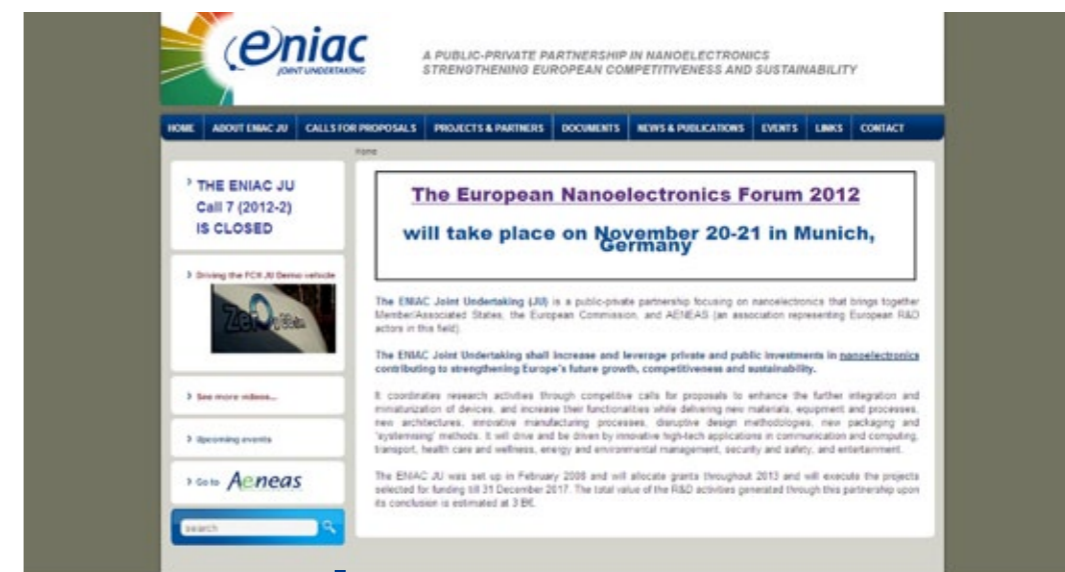 eniac
JOINT UNDERTAKING
A PUBLIC-PRIVATE PARTNERSHIP IN NANOELECTRONICS
STRENGTHENING EUROPEAN COMPETITIVENESS AND SUSTAINABILITY
HOME ABOUT ENIAC JU CALLS FOR PROPOSALS PROJECTS & PARTNERS DOCUMENTS NEWS & PUBLICATIONS EVENTS LINKS CONTACT
Home
THE ENIAC JU
Call 7 (2012-2)
IS CLOSED
Driving the FCH JU Demo vehicle
See more videos...
Upcoming events
Go to Aeneas
search
The European Nanoelectronics Forum 2012
will take place on November 20-21 in Munich,
Germany
The ENIAC Joint Undertaking (JU) is a public-private partnership focusing on nanoelectronics that brings together
Member/Associated States, the European Commission, and AENEAS (an association representing European R&D
actors in this field).
The ENIAC Joint Undertaking shall increase and leverage private and public investments in nanoelectronics
contributing to strengthening Europe's future growth, competitiveness and sustainability.
It coordinates research activities through competitive calls for proposals to enhance the further integration and
miniaturization of devices, and increase their functionalities while delivering new materials, equipment and processes,
new architectures, innovative manufacturing processes, disruptive design methodologies, new packaging and
'systemising' methods. It will drive and be driven by innovative high-tech applications in communication and computing,
transport, health care and wellness, energy and environmental management, security and safety, and entertainment.
The ENIAC JU was set up in February 2008 and will allocate grants throughout 2013 and will execute the projects
selected for funding till 31 December 2017. The total value of the R&D activities generated through this partnership upon
its conclusion is estimated at 3 B€.